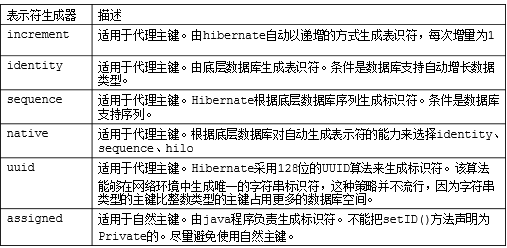 表示符生成器 描述
increment 适用于代理主键。由hibernate自动以递增的方式生成表识符，每次增量为1
identity 适用于代理主键。由底层数据库生成表识符。条件是数据库支持自动增长数据
类型。
sequence 适用于代理主键。Hibernate根据底层数据库序列生成标识符。条件是数据库
支持序列。
native 适用于代理主键。根据底层数据库对自动生成表示符的能力来选择identity、
sequence、hilo
uuid 适用于代理主键。Hibernate采用128位的UUID算法来生成标识符。该算法
能够在网络环境中生成唯一的字符串标识符，这种策略并不流行，因为字符串
类型的主键比整数类型的主键占用更多的数据库空间。
assigned 适用于自然主键。由java程序负责生成标识符。不能把setID()方法声明为
Private的。尽量避免使用自然主键。